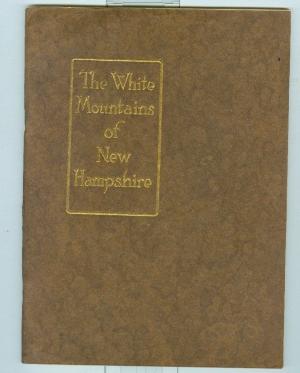 The White
Mountains
of
New
Hampshire